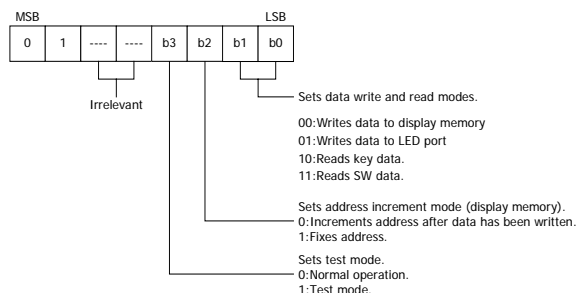 MSB LSB
0 1 ---- ---- b3 b2 b1 b0
Irrelevant
Sets data write and read modes.
00:Writes data to display memory
01:Writes data to LED port
10:Reads key data.
11:Reads SW data.
Sets address increment mode (display memory).
0:Increments address after data has been written.
1:Fixes address.
Sets test mode.
0:Normal operation.
1:Test mode.